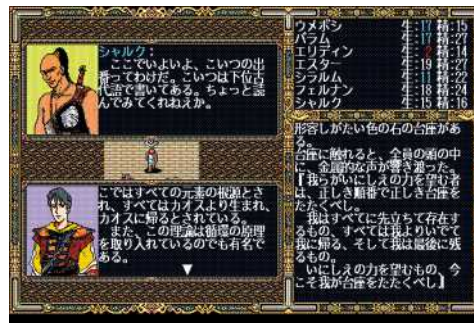 シャルク：
ここでいよいよ、こいつの出
番ってわけだ。こいつは下位古
代語で書いてある。ちょっと読
んでみてくれねえか。
こではすべての元素の根源とさ
れ、すべてはカオスより生まれ、
カオスに帰るとされている。
また、この理論は循環の原理
を取り入れているのでも有名で
ある。
▼
ウメボシ 生:17 精:15
バラム 生:17 精:22
エリディン 生: 2 精:14
エスター 生:19 精:27
シラルム 生:11 精:22
フェルナン 生:18 精:24
シャルク 生:15 精:16
形容しがたい色の石の台座があ
る。
台座に触れると、全員の頭の中
に、金属的な声が響き渡った。
『我らがいにしえの力を望む者
は、正しき順番で正しき台座を
たたくべし。
我はすべてに先立ちて存在す
るもの、すべては我よりいでて
我に帰る、そして我は最後に残
るもの。
いにしえの力を望むもの、今
こそ我が台座をたたくべし』